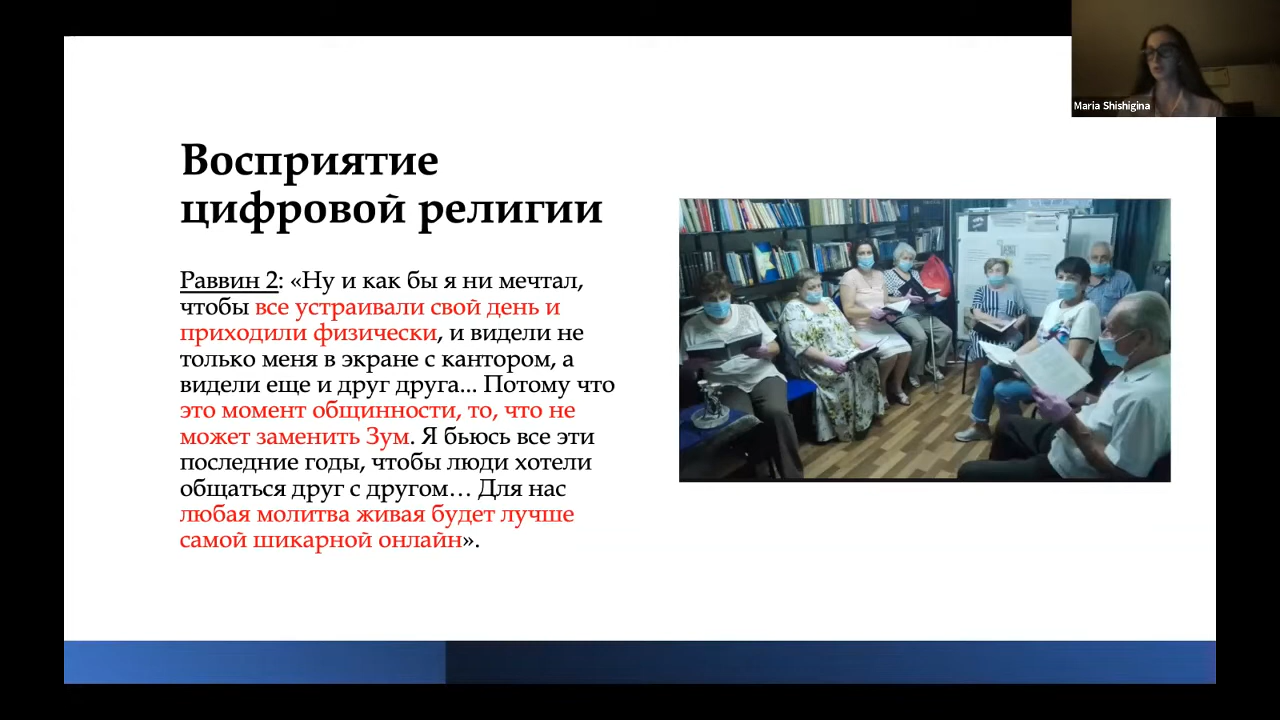 Maria Shishigina
Восприятие
цифровой религии
Раввин 2: «Ну и как бы я ни мечтал,
чтобы все устраивали свой день и
приходили физически, и видели не
только меня в экране с кантором, а
видели еще и друг друга... Потому что
это момент общинности, то, что не
может заменить Зум. Я бьюсь все эти
последние годы, чтобы люди хотели
общаться друг с другом… Для нас
любая молитва живая будет лучше
самой шикарной онлайн».